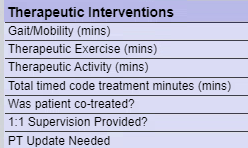 Therapeutic Interventions
Gait/Mobility (mins)
Therapeutic Exercise (mins)
Therapeutic Activity (mins)
Total timed code treatment minutes (mins)
Was patient co-treated?
1:1 Supervision Provided?
PT Update Needed